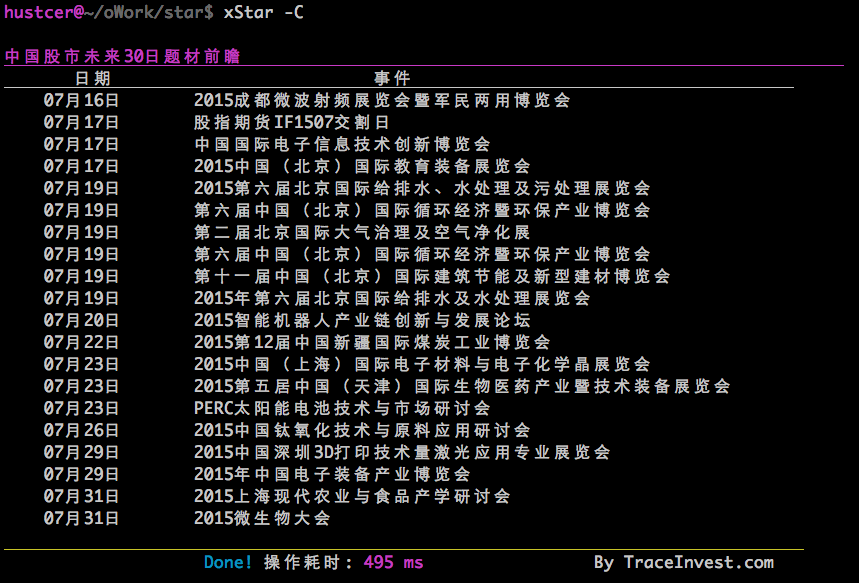 hustcer@~/oWork/star$ xStar -C
中国股市未来30日题材前瞻
日期 事件
07月16日 2015成都微波射频展览会暨军民两用博览会
07月17日 股指期货IF1507交割日
07月17日 中国国际电子信息技术创新博览会
07月17日 2015中国（北京）国际教育装备展览会
07月19日 2015第六届北京国际给排水、水处理及污处理展览会
07月19日 第六届中国（北京）国际循环经济暨环保产业博览会
07月19日 第二届北京国际大气治理及空气净化展
07月19日 第六届中国（北京）国际循环经济暨环保产业博览会
07月19日 第十一届中国（北京）国际建筑节能及新型建材博览会
07月19日 2015年第六届北京国际给排水及水处理展览会
07月20日 2015智能机器人产业链创新与发展论坛
07月22日 2015第12届中国新疆国际煤炭工业博览会
07月23日 2015中国（上海）国际电子材料与电子化学晶展览会
07月23日 2015第五届中国（天津）国际生物医药产业暨技术装备展览会
07月23日 PERC太阳能电池技术与市场研讨会
07月26日 2015中国钛氧化技术与原料应用研讨会
07月29日 2015中国深圳3D打印技术量激光应用专业展览会
07月29日 2015年中国电子装备产业博览会
07月31日 2015上海现代农业与食品产学研讨会
07月31日 2015微生物大会
Done! 操作耗时: 495 ms By TraceInvest.com